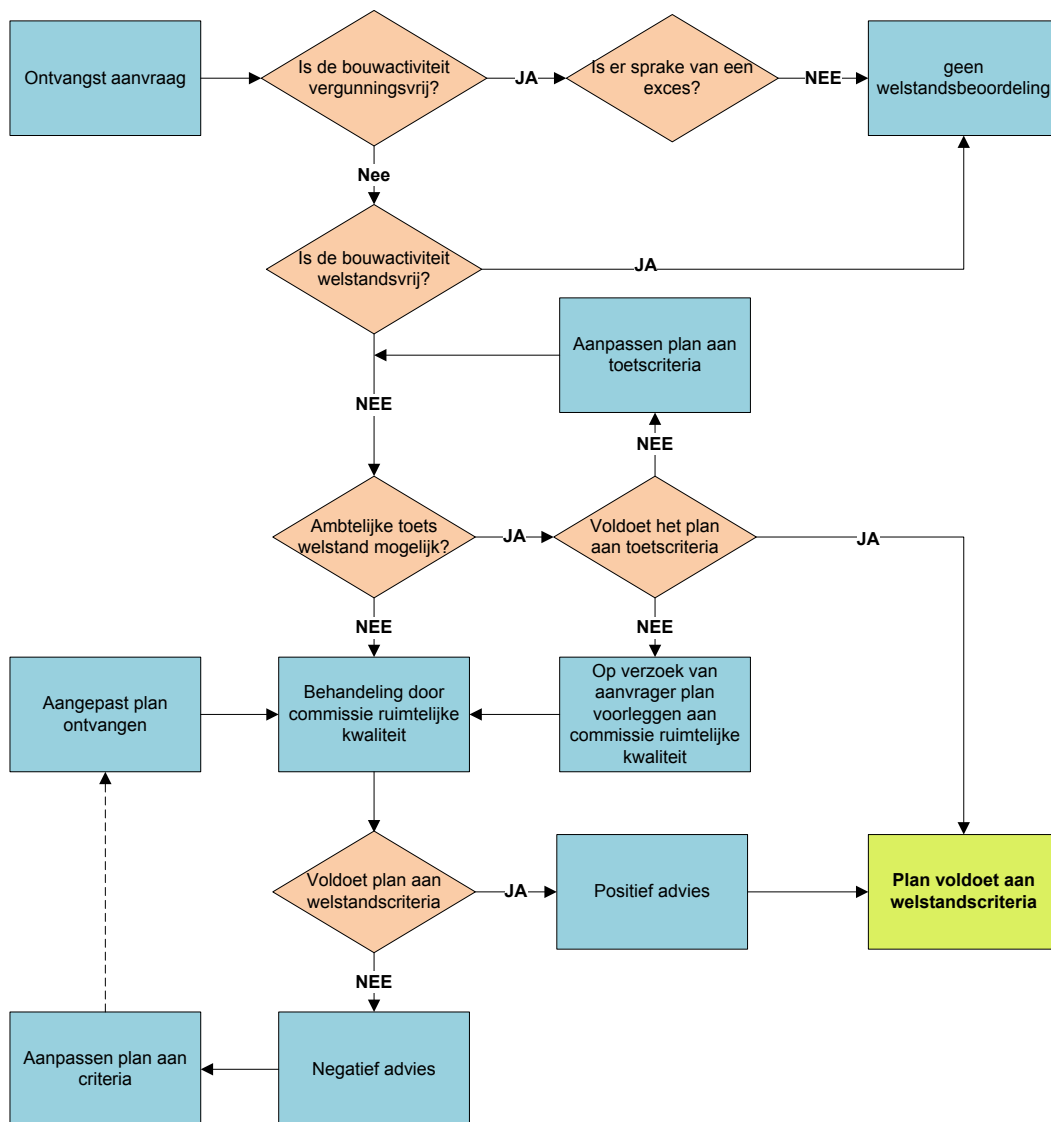 Ontvangst aanvraag
Is de bouwactiviteit
vergunningsvrij?
JA
Is er sprake van een
exces?
NEE
geen
welstandsbeoordeling
Nee
Is de bouwactiviteit
welstandsvrij?
JA
Aanpassen plan aan
toetscriteria
NEE
NEE
Ambtelijke toets
welstand mogelijk?
JA
Voldoet het plan
aan toetscriteria
JA
NEE
NEE
Aangepast plan
ontvangen
Behandeling door
commissie ruimtelijke
kwaliteit
Op verzoek van
aanvrager plan
voorleggen aan
commissie ruimtelijke
kwaliteit
Voldoet plan aan
welstandscriteria
JA
Positief advies
Plan voldoet aan
welstandscriteria
NEE
Aanpassen plan aan
criteria
Negatief advies